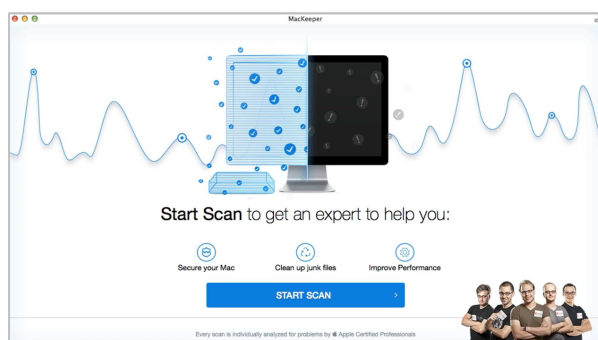 MacKeeper
Start Scan to get an expert to help you:
Secure your Mac
Clean up junk files
Improve Performance
START SCAN
Every scan is individually analyzed for problems by Apple Certified Professionals